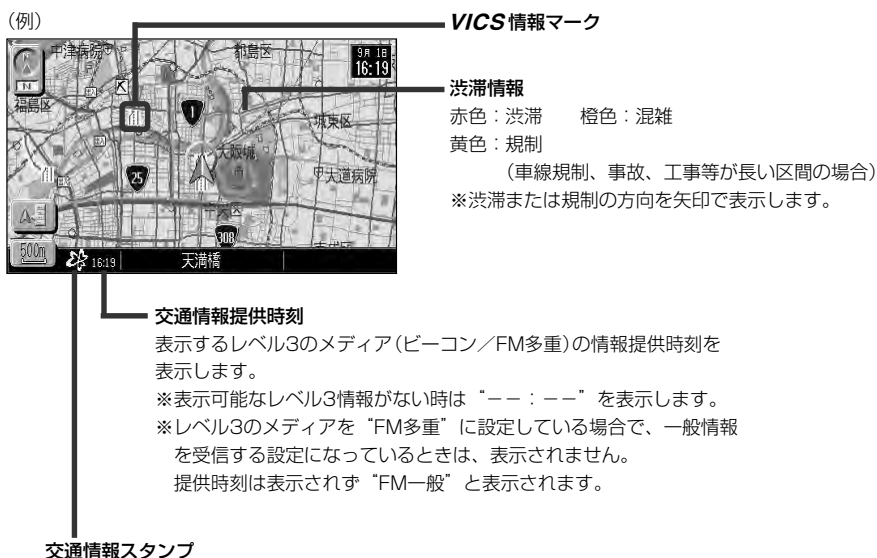 (例)
VICS 情報マーク
中津病院
都島区
9月 1日
16:19
N
福島区
1
城東区
大阪城
25
大道病院
中央区
308
500m
16:19
天満橋
渋滞情報
赤色：渋滞　　橙色：混雑
黄色：規制
（車線規制、事故、工事等が長い区間の場合）
※渋滞または規制の方向を矢印で表示します。
交通情報提供時刻
表示するレベル3のメディア（ビーコン／FM多重）の情報提供時刻を
表示します。
※表示可能なレベル3情報がない時は“－－：－－”を表示します。
※レベル3のメディアを“FM多重”に設定している場合で、一般情報
を受信する設定になっているときは、表示されません。
提供時刻は表示されず“FM一般”と表示されます。
交通情報スタンプ